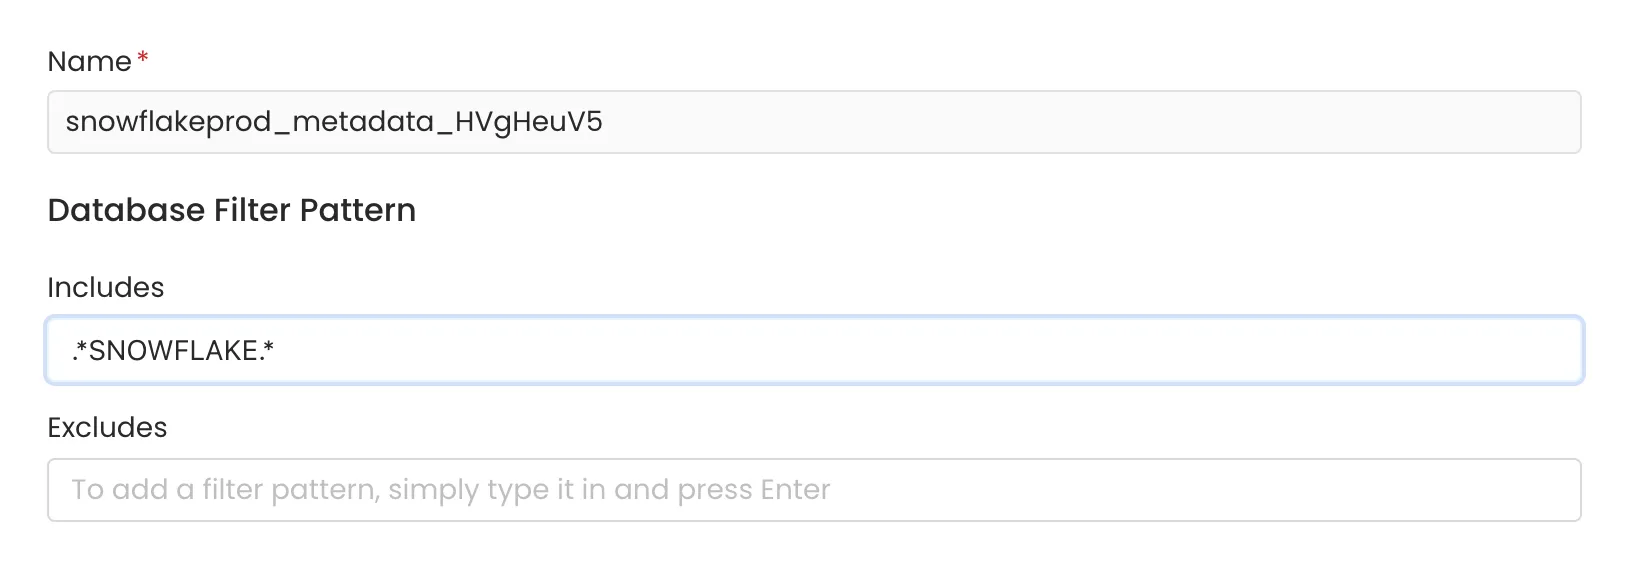 Name*
snowflakeprod_metadata_HVgHeuV5
Database Filter Pattern
Includes
.*SNOWFLAKE.*
Excludes
To add a filter pattern, simply type it in and press Enter